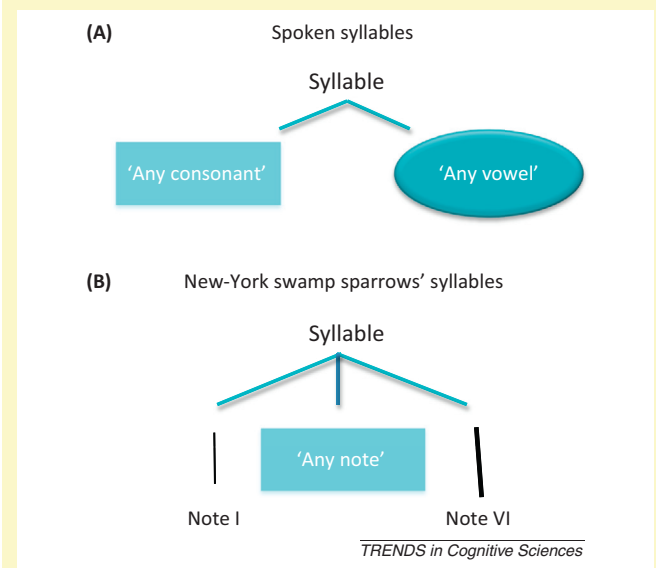 (A) Spoken syllables
Syllable
‘Any consonant’ ‘Any vowel’
(B) New-York swamp sparrows’ syllables
Syllable
‘Any note’
Note I Note VI
TRENDS in Cognitive Sciences